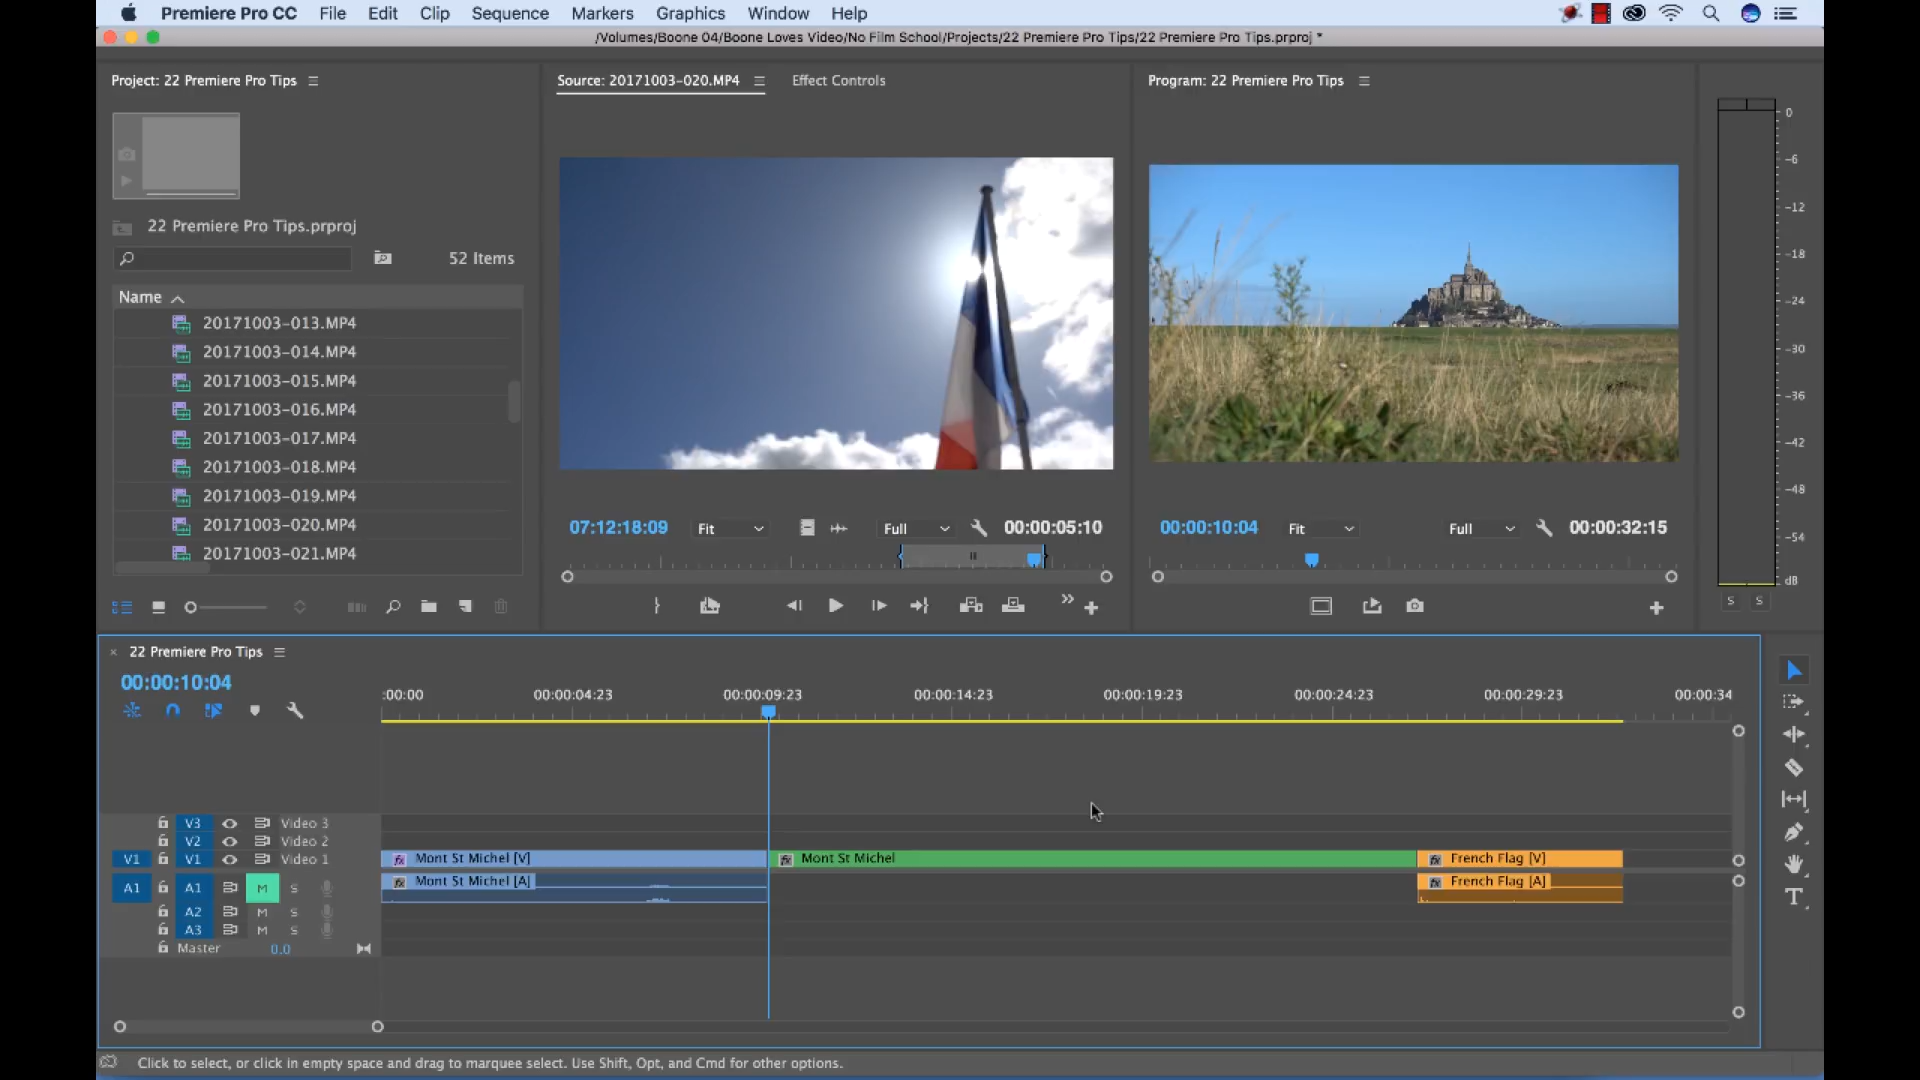 Premiere Pro CC File Edit Clip Sequence Markers Graphics Window Help
/Volumes/Boone 04/Boone Loves Video/No Film School/Projects/22 Premiere Pro Tips/22 Premiere Pro Tips.prproj *
Project: 22 Premiere Pro Tips
Source: 20171003-020.MP4
Effect Controls
Program: 22 Premiere Pro Tips
22 Premiere Pro Tips.prproj
52 Items
Name
20171003-013.MP4
20171003-014.MP4
20171003-015.MP4
20171003-016.MP4
20171003-017.MP4
20171003-018.MP4
20171003-019.MP4
20171003-020.MP4
20171003-021.MP4
07:12:18:09 Fit Full 00:00:05:10
00:00:10:04 Fit Full 00:00:32:15
0
-6
-12
-18
-24
-30
-36
-42
-48
-54
dB
S S
× 22 Premiere Pro Tips
00:00:10:04
:00:00 00:00:04:23 00:00:09:23 00:00:14:23 00:00:19:23 00:00:24:23 00:00:29:23 00:00:34
V3 Video 3
V2 Video 2
V1 V1 Video 1 fx Mont St Michel [V] fx Mont St Michel fx French Flag [V]
A1 A1 M S fx Mont St Michel [A] fx French Flag [A]
A2 M S
A3 M S
Master 0.0
T
Click to select, or click in empty space and drag to marquee select. Use Shift, Opt, and Cmd for other options.